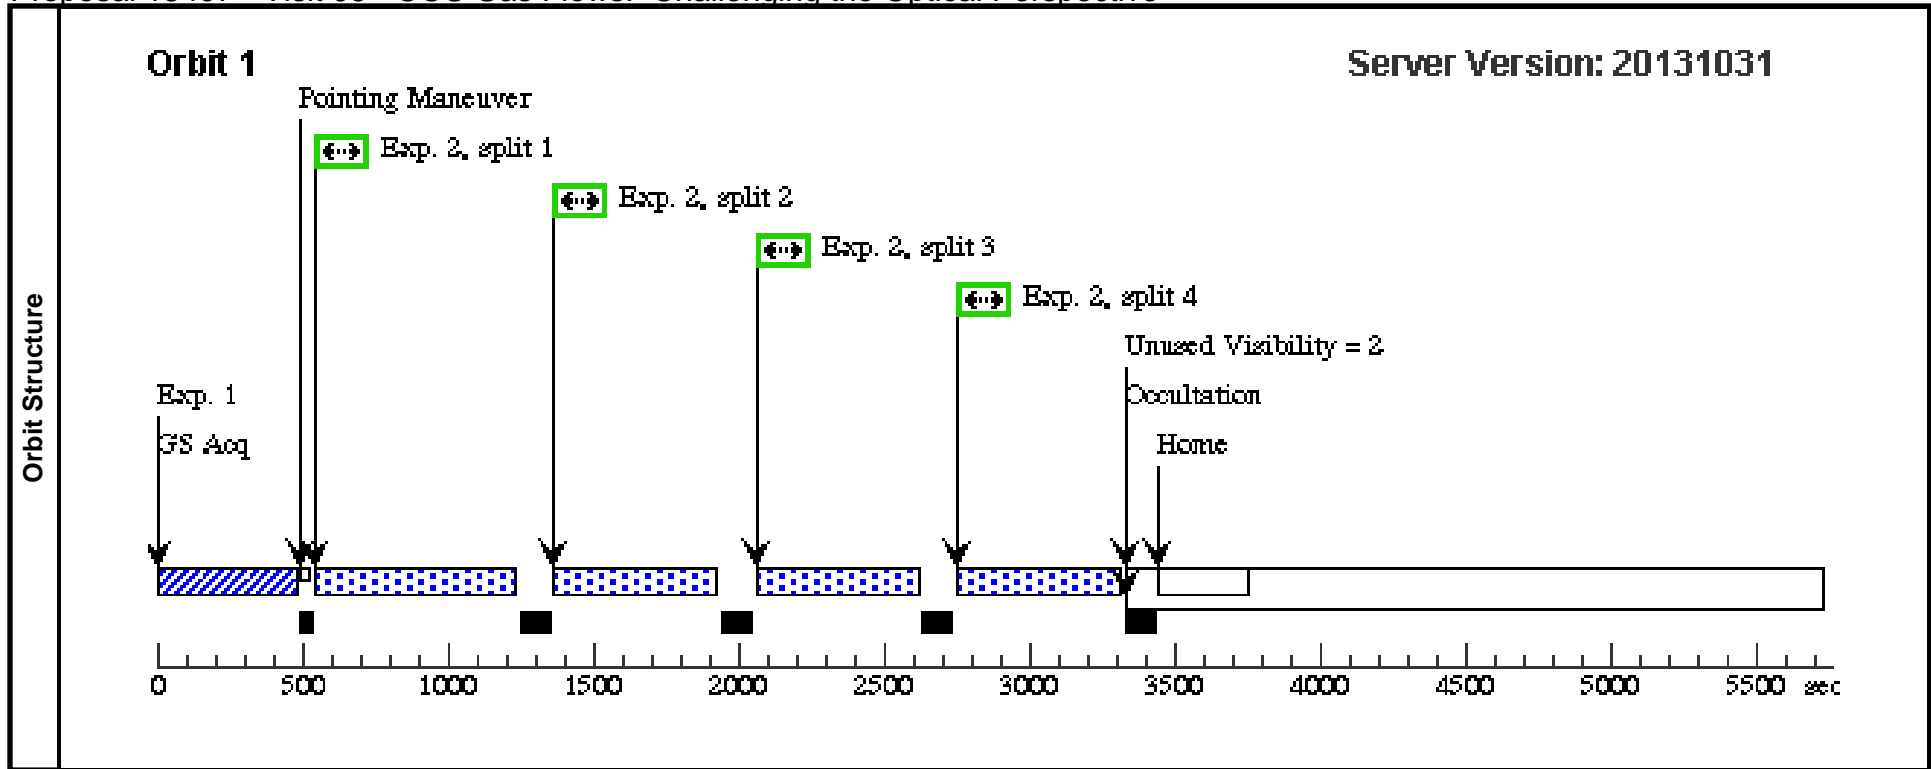 Orbit Structure
Orbit 1
Server Version: 20131031
Pointing Maneuver
Exp. 2, split 1
Exp. 2, split 2
Exp. 2, split 3
Exp. 2, split 4
Unused Visibility = 2
Exp. 1
Occultation
GS Acq
Home
0 500 1000 1500 2000 2500 3000 3500 4000 4500 5000 5500 sec